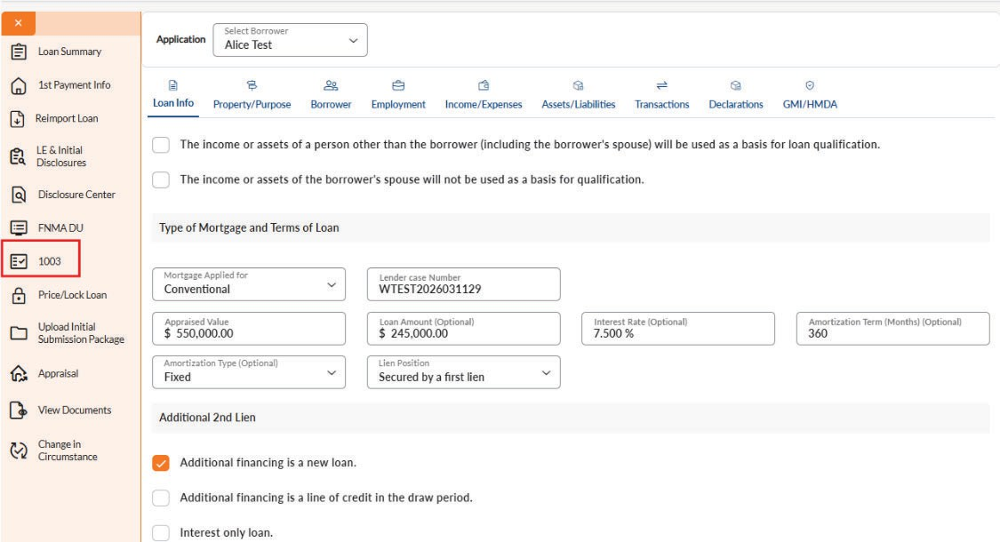 Application
Select Borrower
Alice Test
Loan Summary
1st Payment Info
Reimport Loan
LE & Initial
Disclosures
Disclosure Center
FNMA DU
1003
Price/Lock Loan
Upload Initial
Submission Package
Appraisal
View Documents
Change in
Circumstance
Loan Info Property/Purpose Borrower Employment Income/Expenses Assets/Liabilities Transactions Declarations GMI/HMDA
The income or assets of a person other than the borrower (including the borrower's spouse) will be used as a basis for loan qualification.
The income or assets of the borrower's spouse will not be used as a basis for qualification.
Type of Mortgage and Terms of Loan
Mortgage Applied for
Conventional
Lender case Number
WTEST2026031129
Appraised Value
$ 550,000.00
Loan Amount (Optional)
$ 245,000.00
Interest Rate (Optional)
7.500 %
Amortization Term (Months) (Optional)
360
Amortization Type (Optional)
Fixed
Lien Position
Secured by a first lien
Additional 2nd Lien
Additional financing is a new loan.
Additional financing is a line of credit in the draw period.
Interest only loan.